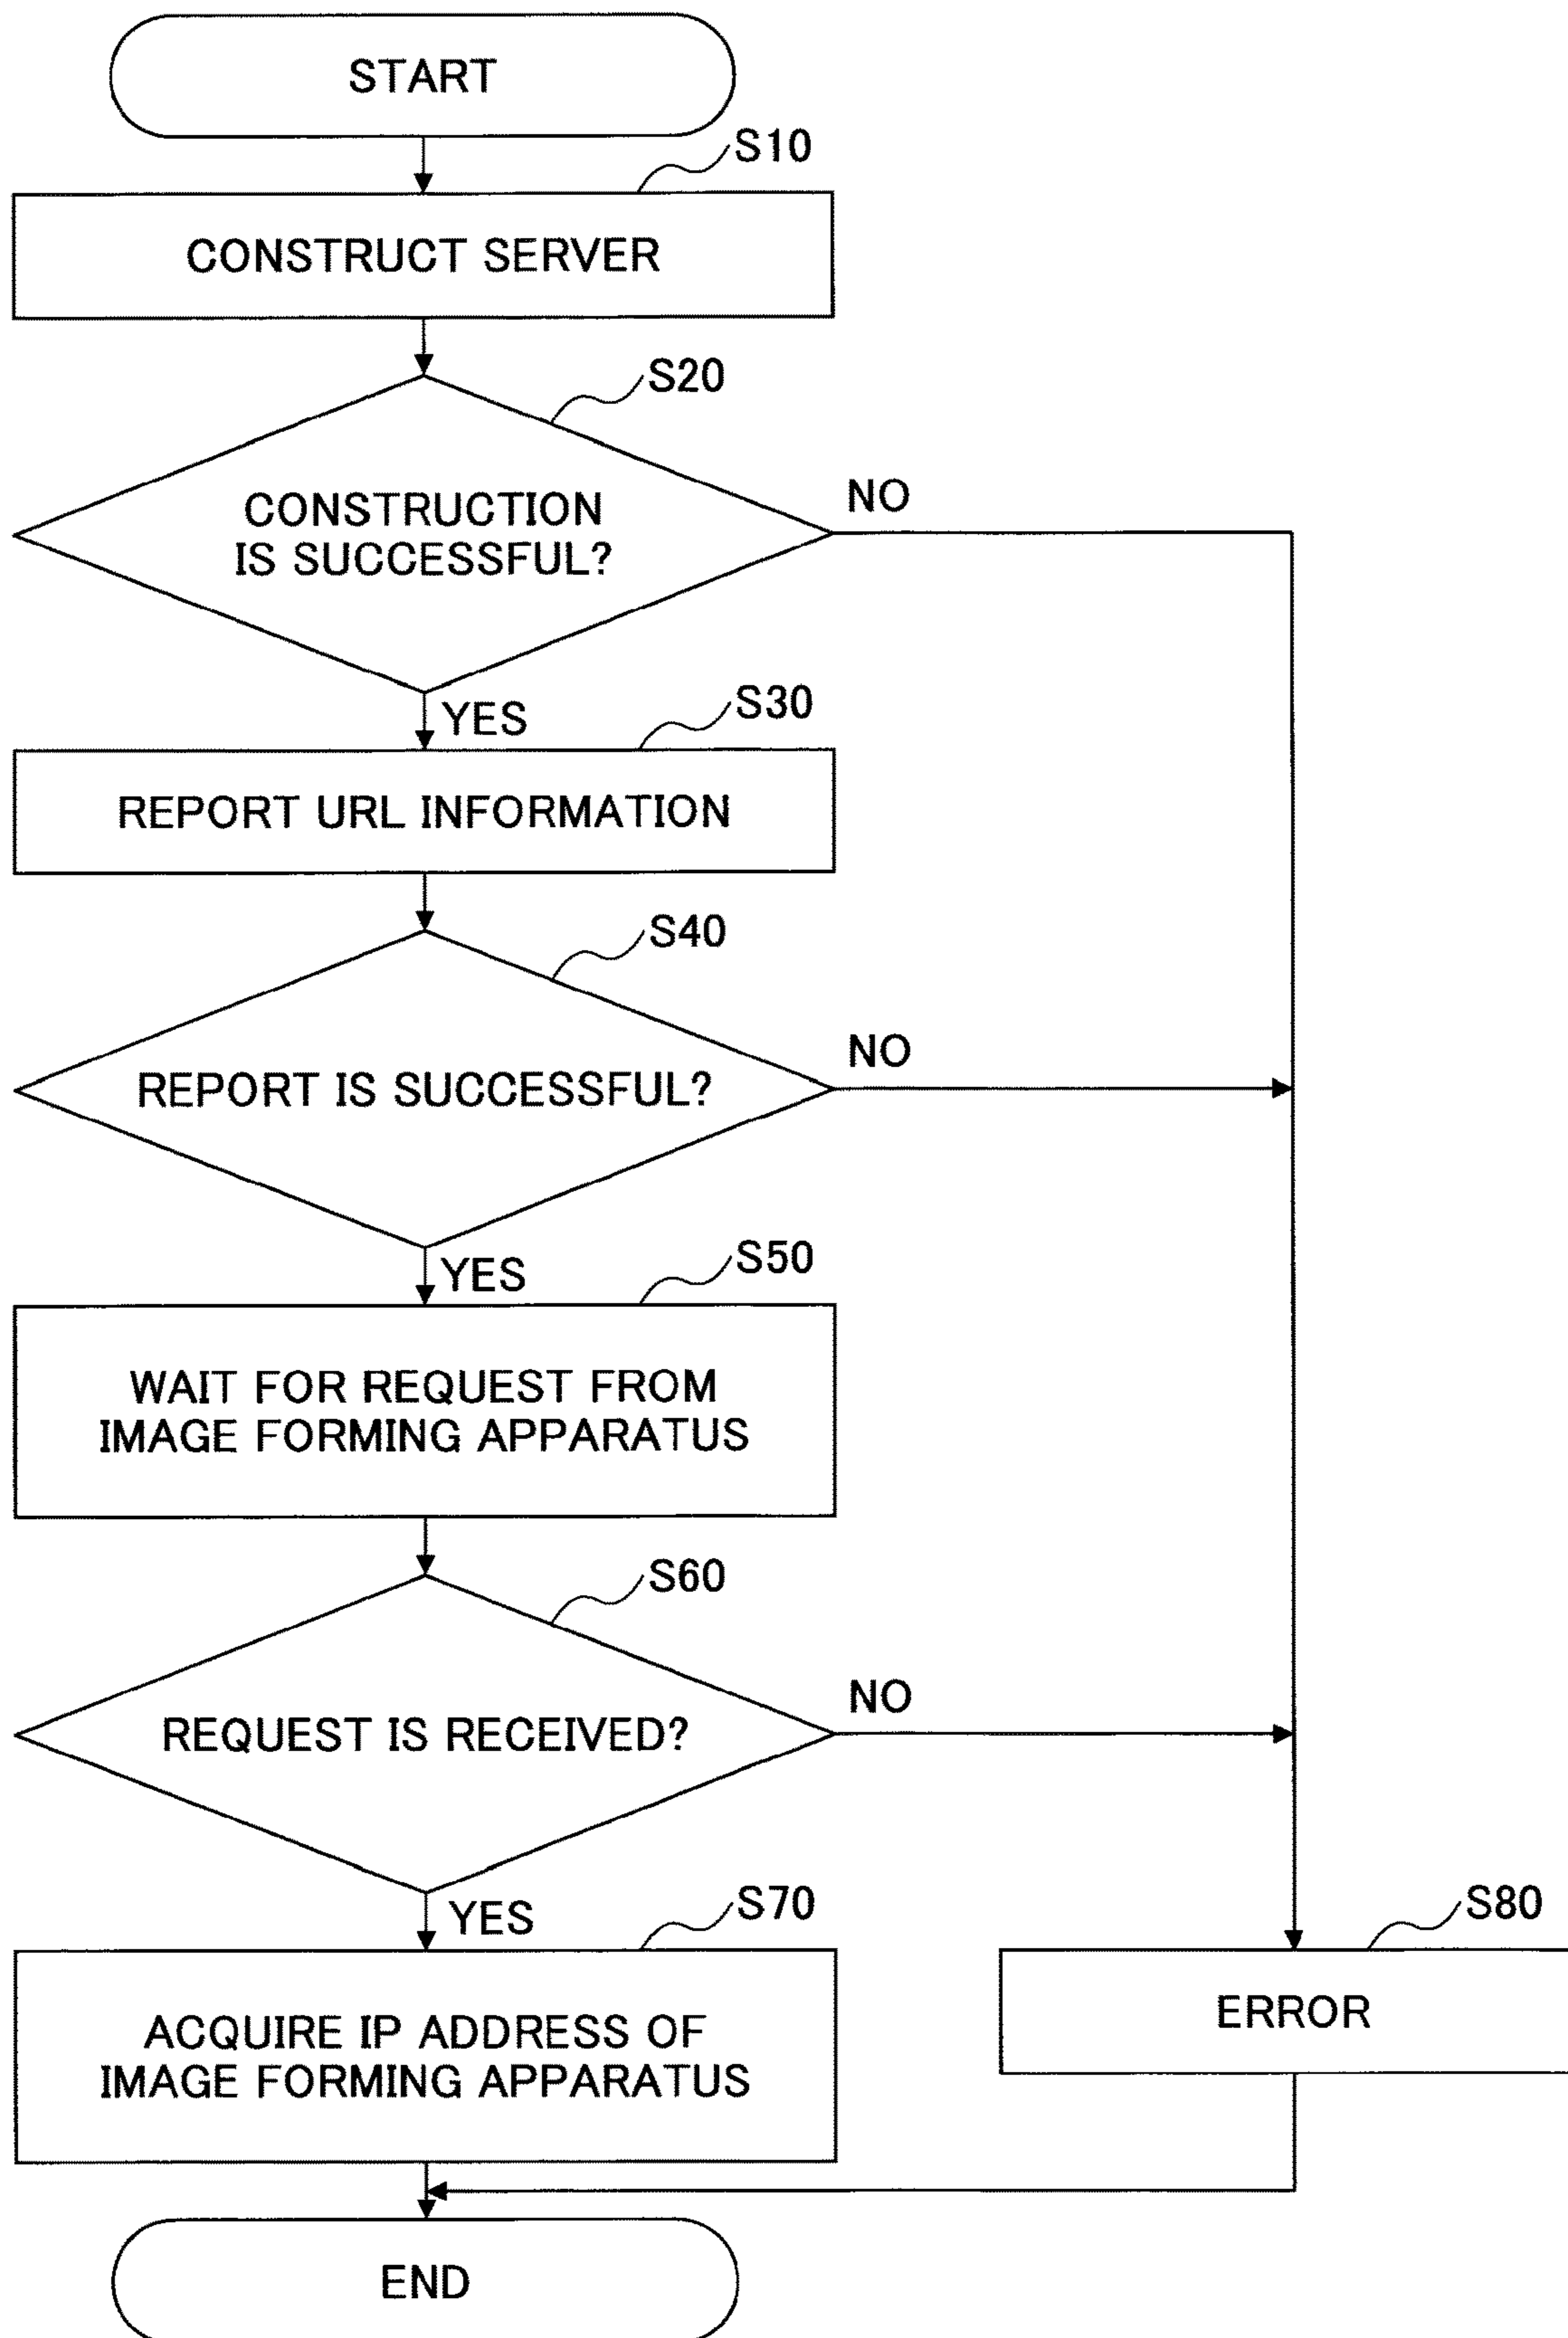 START
S10
CONSTRUCT SERVER
S20
CONSTRUCTION
IS SUCCESSFUL?
NO
YES
S30
REPORT URL INFORMATION
S40
REPORT IS SUCCESSFUL?
NO
YES
S50
WAIT FOR REQUEST FROM
IMAGE FORMING APPARATUS
S60
REQUEST IS RECEIVED?
NO
YES
S70
ACQUIRE IP ADDRESS OF
IMAGE FORMING APPARATUS
S80
ERROR
END